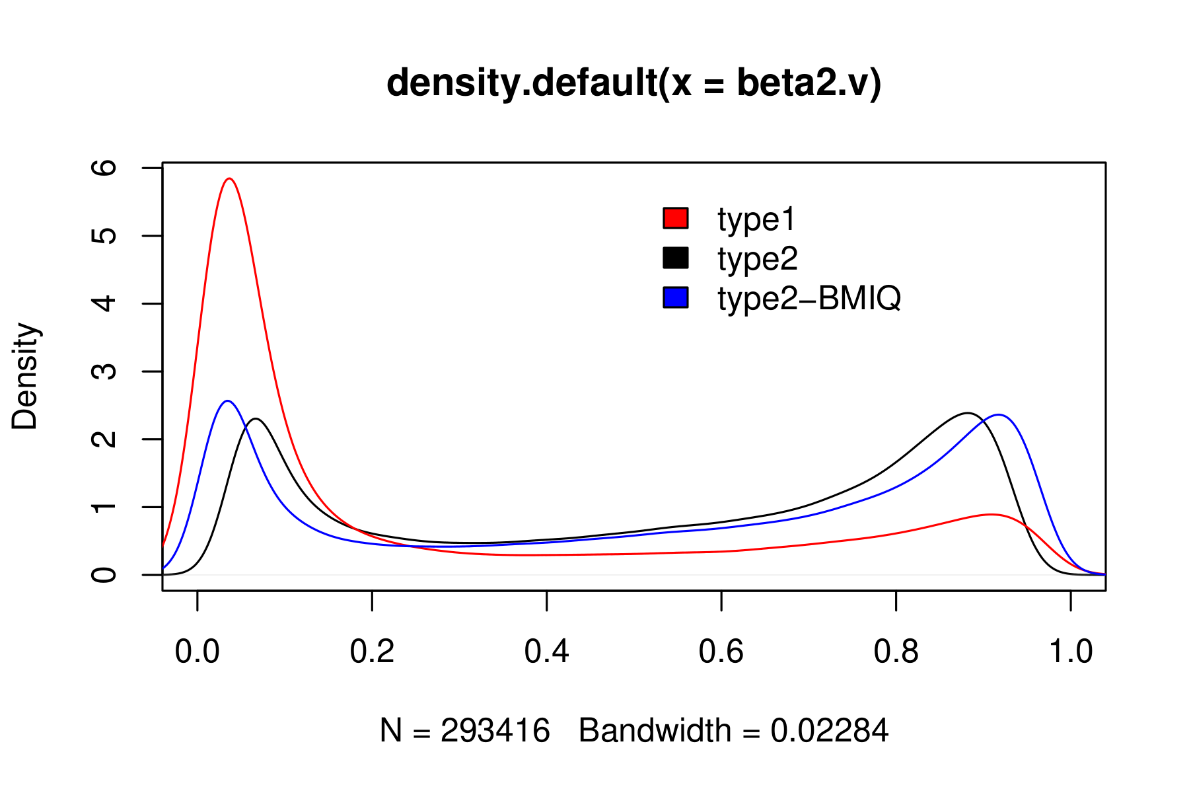 density.default(x = beta2.v)
Density
6
5
4
3
2
1
0
type1
type2
type2−BMIQ
0.0 0.2 0.4 0.6 0.8 1.0
N = 293416 Bandwidth = 0.02284